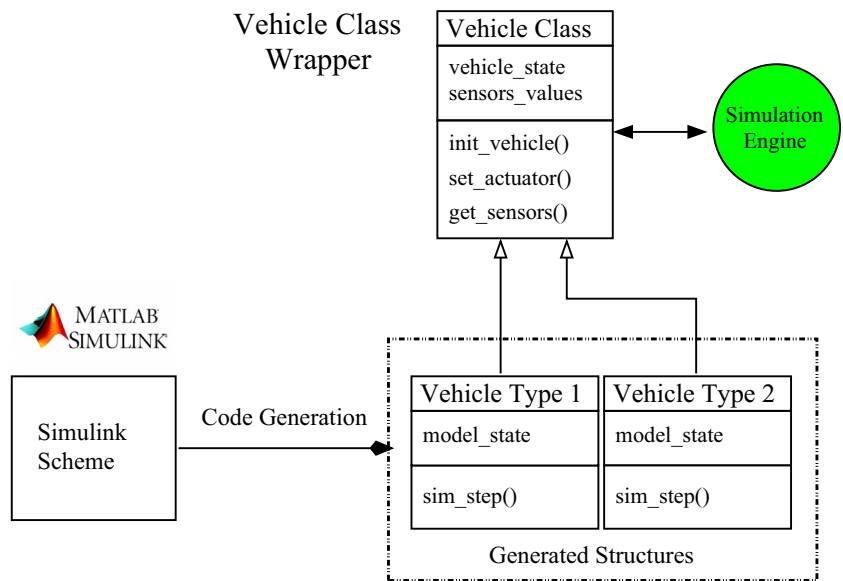 Vehicle Class
Wrapper
Vehicle Class
vehicle_state
sensors_values
init_vehicle()
set_actuator()
get_sensors()
Simulation
Engine
MATLAB
SIMULINK
Simulink
Scheme
Code Generation
Vehicle Type 1
model_state
sim_step()
Vehicle Type 2
model_state
sim_step()
Generated Structures